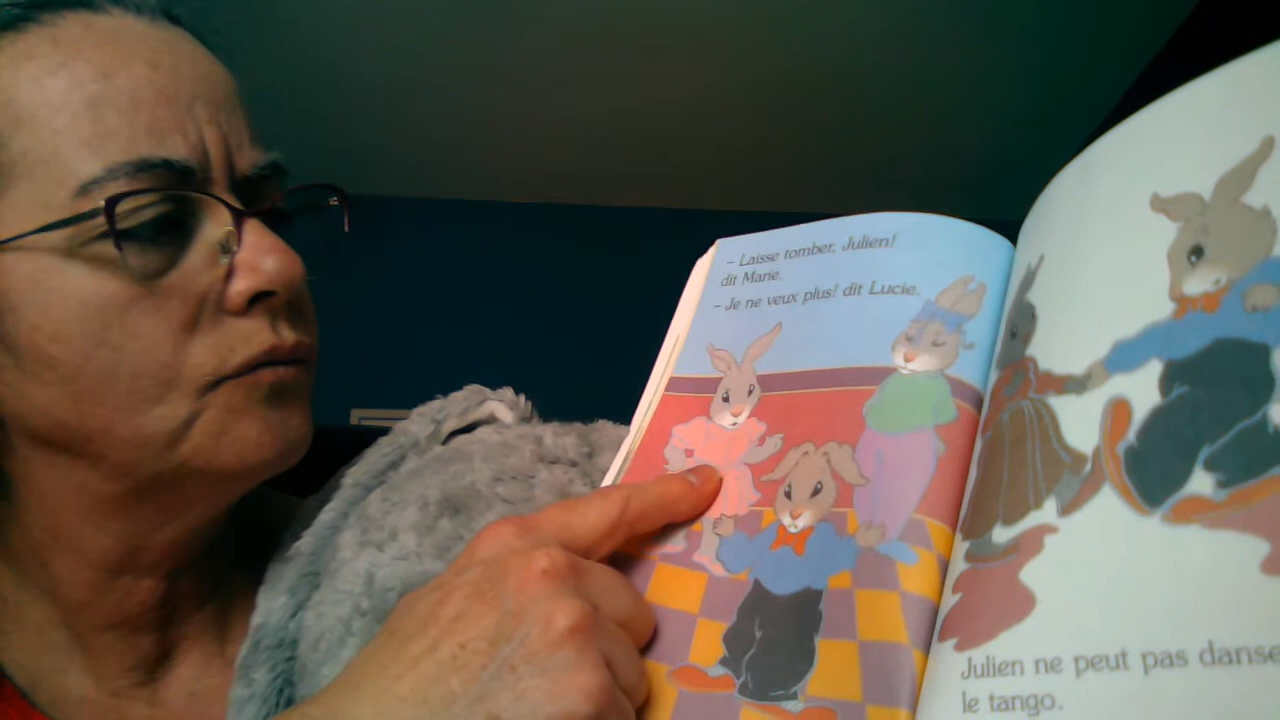 – Laisse tomber, Julien!
dit Marie.
– Je ne veux plus! dit Lucie.
Julien ne peut pas danse
le tango.